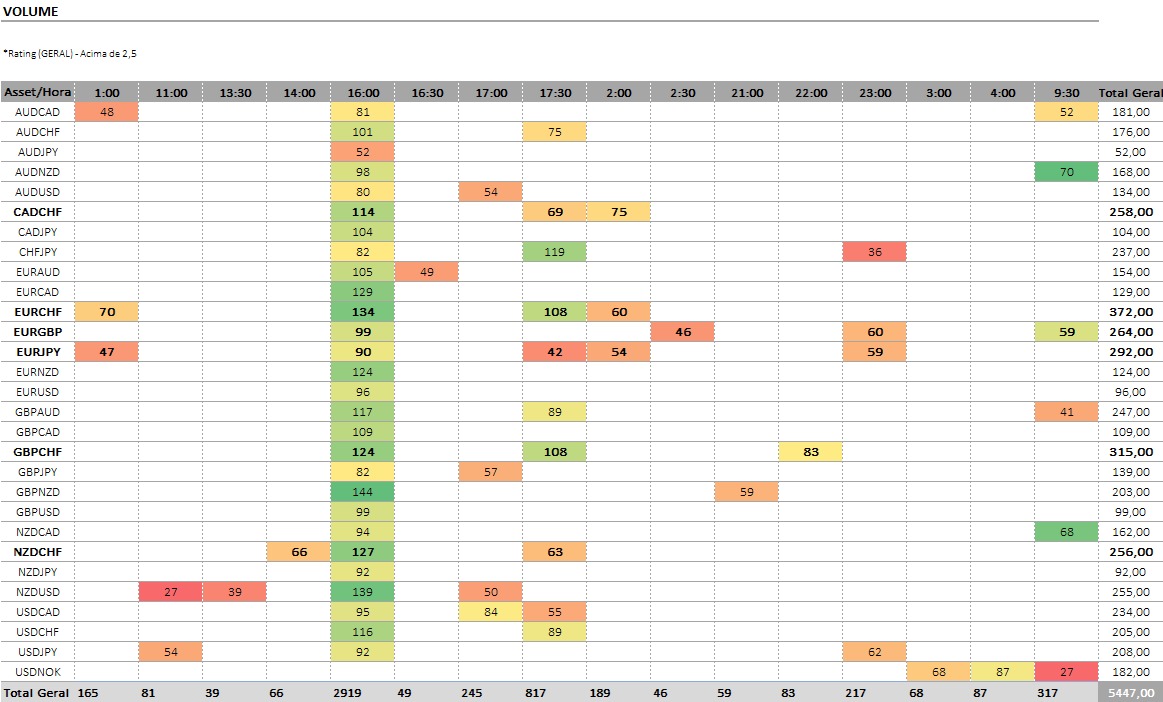 VOLUME
*Rating (GERAL) - Acima de 2,5
Asset/Hora 1:00 11:00 13:30 14:00 16:00 16:30 17:00 17:30 2:00 2:30 21:00 22:00 23:00 3:00 4:00 9:30 Total Geral
AUDCAD 48 81 52 181,00
AUDCHF 101 75 176,00
AUDJPY 52 52,00
AUDNZD 98 70 168,00
AUDUSD 80 54 134,00
CADCHF 114 69 75 258,00
CADJPY 104 104,00
CHFJPY 82 119 36 237,00
EURAUD 105 49 154,00
EURCAD 129 129,00
EURCHF 70 134 108 60 372,00
EURGBP 99 46 60 59 264,00
EURJPY 47 90 42 54 59 292,00
EURNZD 124 124,00
EURUSD 96 96,00
GBPAUD 117 89 41 247,00
GBPCAD 109 109,00
GBPCHF 124 108 83 315,00
GBPJPY 82 57 139,00
GBPNZD 144 59 203,00
GBPUSD 99 99,00
NZDCAD 94 68 162,00
NZDCHF 66 127 63 256,00
NZDJPY 92 92,00
NZDUSD 27 39 139 50 255,00
USDCAD 95 84 55 234,00
USDCHF 116 89 205,00
USDJPY 54 92 62 208,00
USDNOK 68 87 27 182,00
Total Geral 165 81 39 66 2919 49 245 817 189 46 59 83 217 68 87 317 5447,00